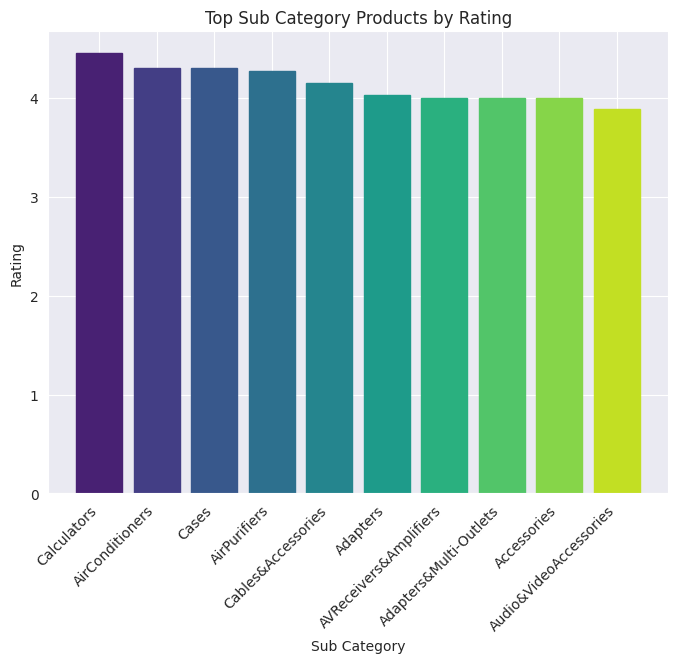 Top Sub Category Products by Rating
Rating
4
3
2
1
0
Calculators
AirConditioners
Cases
AirPurifiers
Cables&Accessories
Adapters
AVReceivers&Amplifiers
Adapters&Multi-Outlets
Accessories
Audio&VideoAccessories
Sub Category